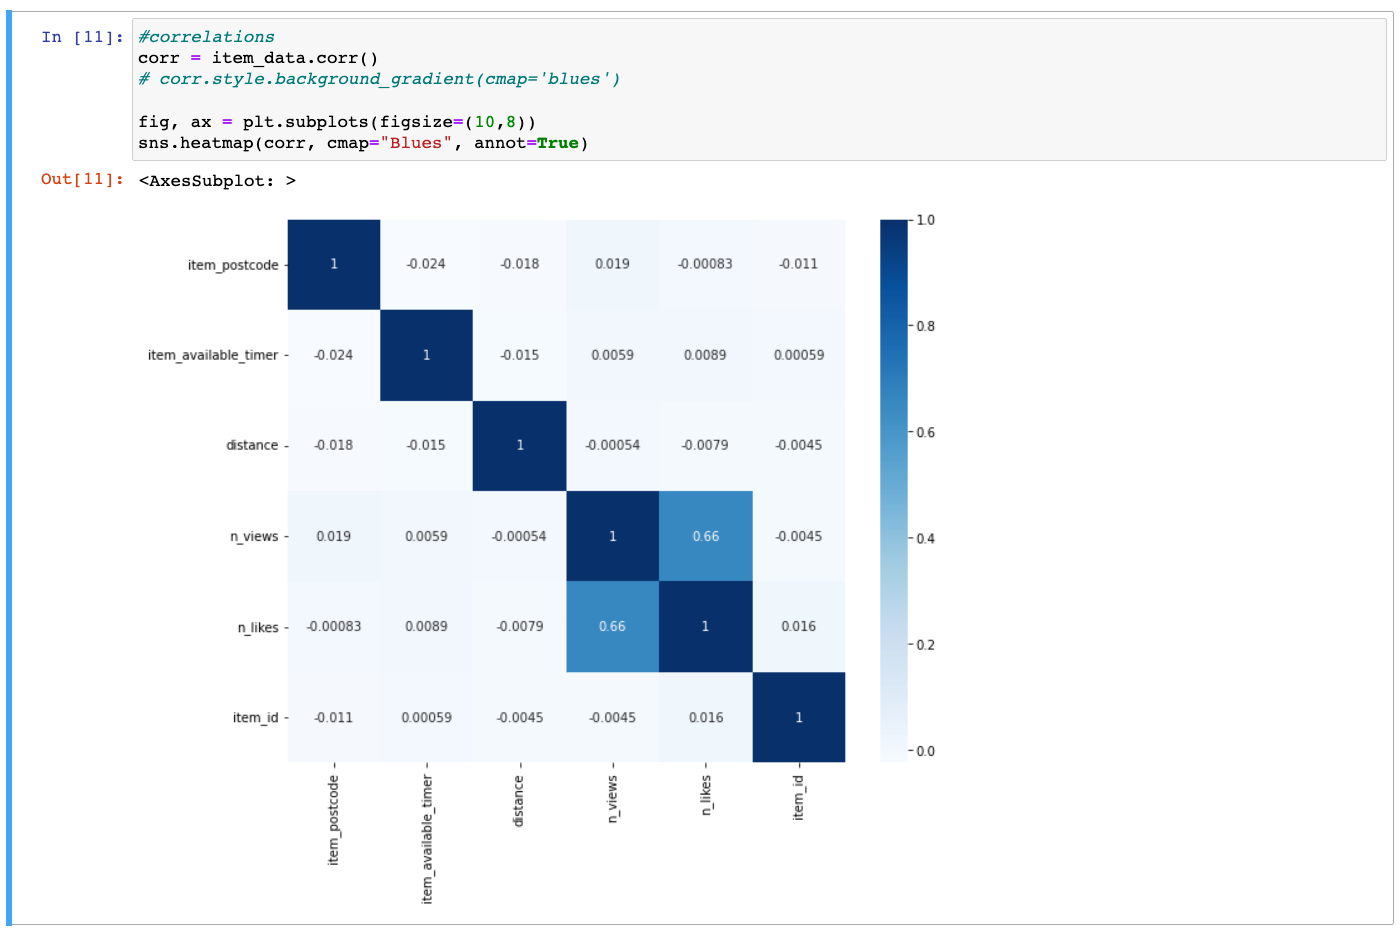 In [11]: #correlations
corr = item_data.corr()
# corr.style.background_gradient(cmap='blues')
fig, ax = plt.subplots(figsize=(10,8))
sns.heatmap(corr, cmap="Blues", annot=True)
Out[11]: <AxesSubplot: >
item_postcode 1 -0.024 -0.018 0.019 -0.00083 -0.011
item_available_timer -0.024 1 -0.015 0.0059 0.0089 0.00059
distance -0.018 -0.015 1 -0.00054 -0.0079 -0.0045
n_views 0.019 0.0059 -0.00054 1 0.66 -0.0045
n_likes -0.00083 0.0089 -0.0079 0.66 1 0.016
item_id -0.011 0.00059 -0.0045 -0.0045 0.016 1
item_postcode
item_available_timer
distance
n_views
n_likes
item_id
1.0
0.8
0.6
0.4
0.2
0.0